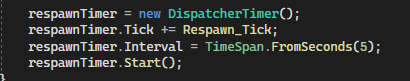 respawnTimer = new DispatcherTimer();
respawnTimer.Tick += Respawn_Tick;
respawnTimer.Interval = TimeSpan.FromSeconds(5);
respawnTimer.Start();
}